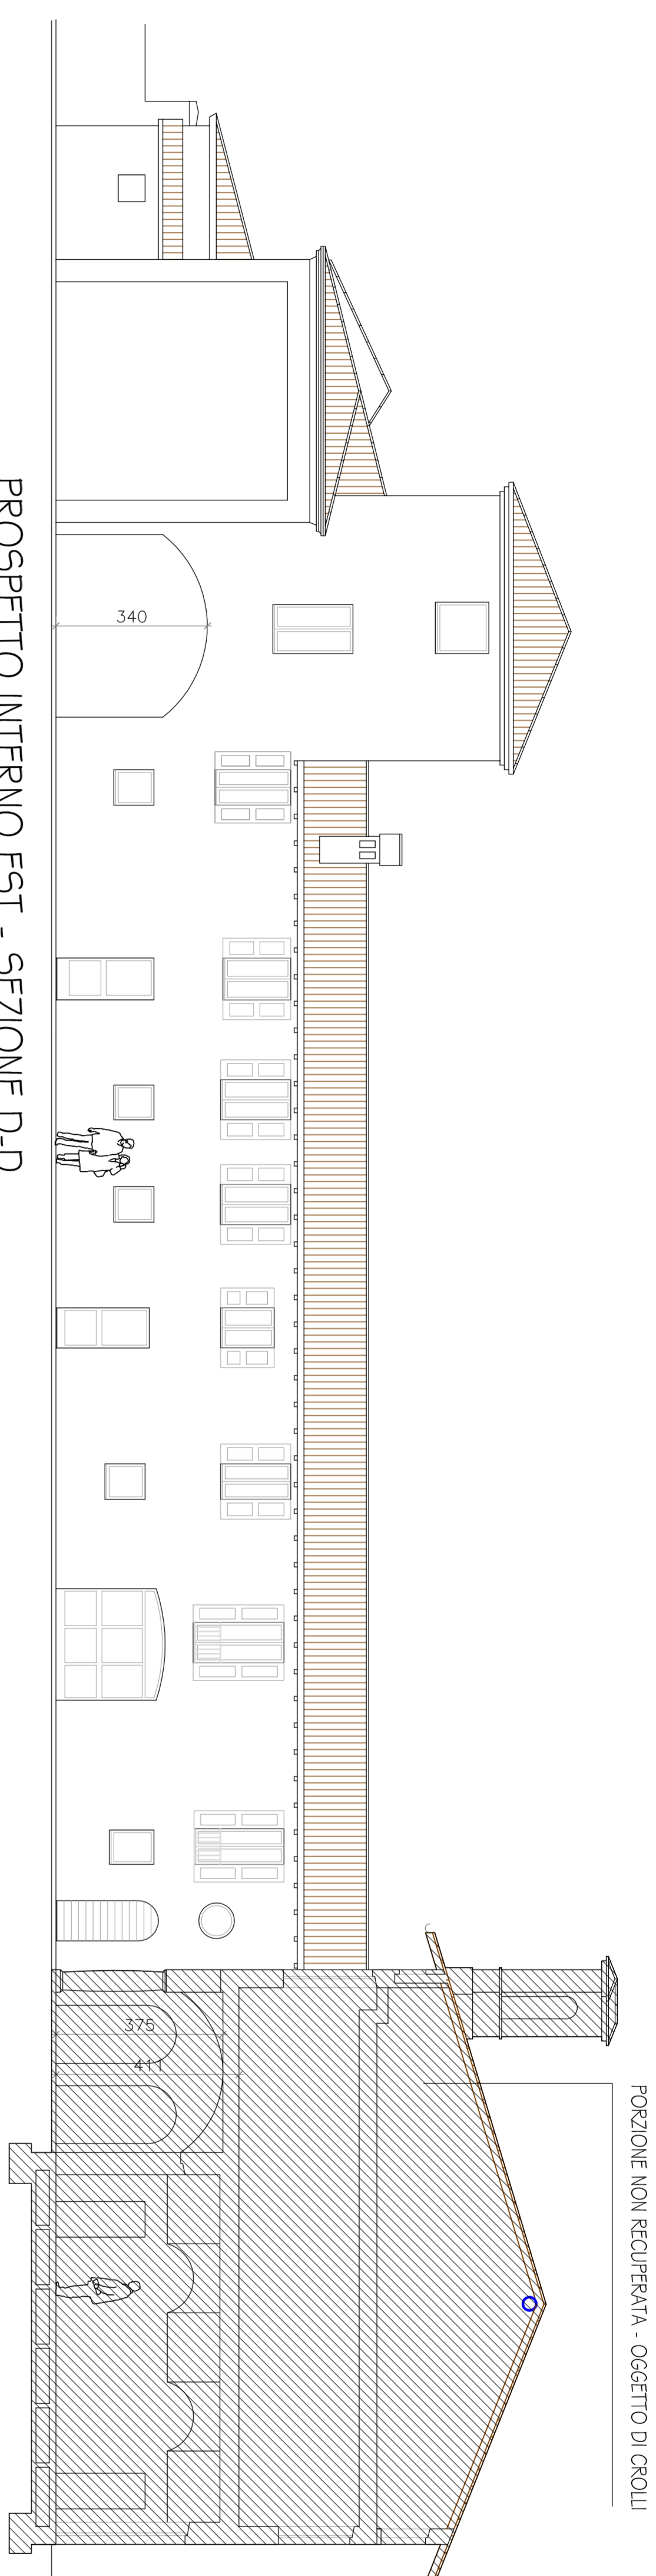 PROSPETTO INTERNO EST - SEZIONE D-D
340
375
411
PORZIONE NON RECUPERATA - OGGETTO DI CROLLI